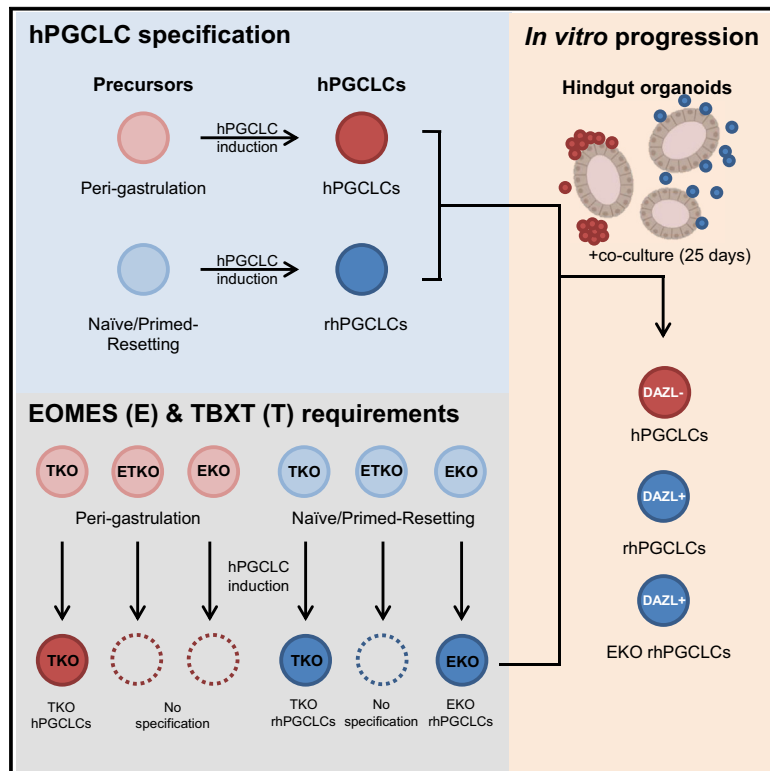 hPGCLC specification
Precursors
hPGCLCs
hPGCLC
induction
Peri-gastrulation
hPGCLCs
hPGCLC
induction
Naïve/Primed-
Resetting
rhPGCLCs
In vitro progression
Hindgut organoids
+co-culture (25 days)
DAZL-
hPGCLCs
DAZL+
rhPGCLCs
DAZL+
EKO rhPGCLCs
EOMES (E) & TBXT (T) requirements
TKO
ETKO
EKO
TKO
ETKO
EKO
Peri-gastrulation
Naïve/Primed-Resetting
hPGCLC
induction
TKO
TKO
EKO
TKO
hPGCLCs
No
specification
TKO
rhPGCLCs
No
specification
EKO
rhPGCLCs